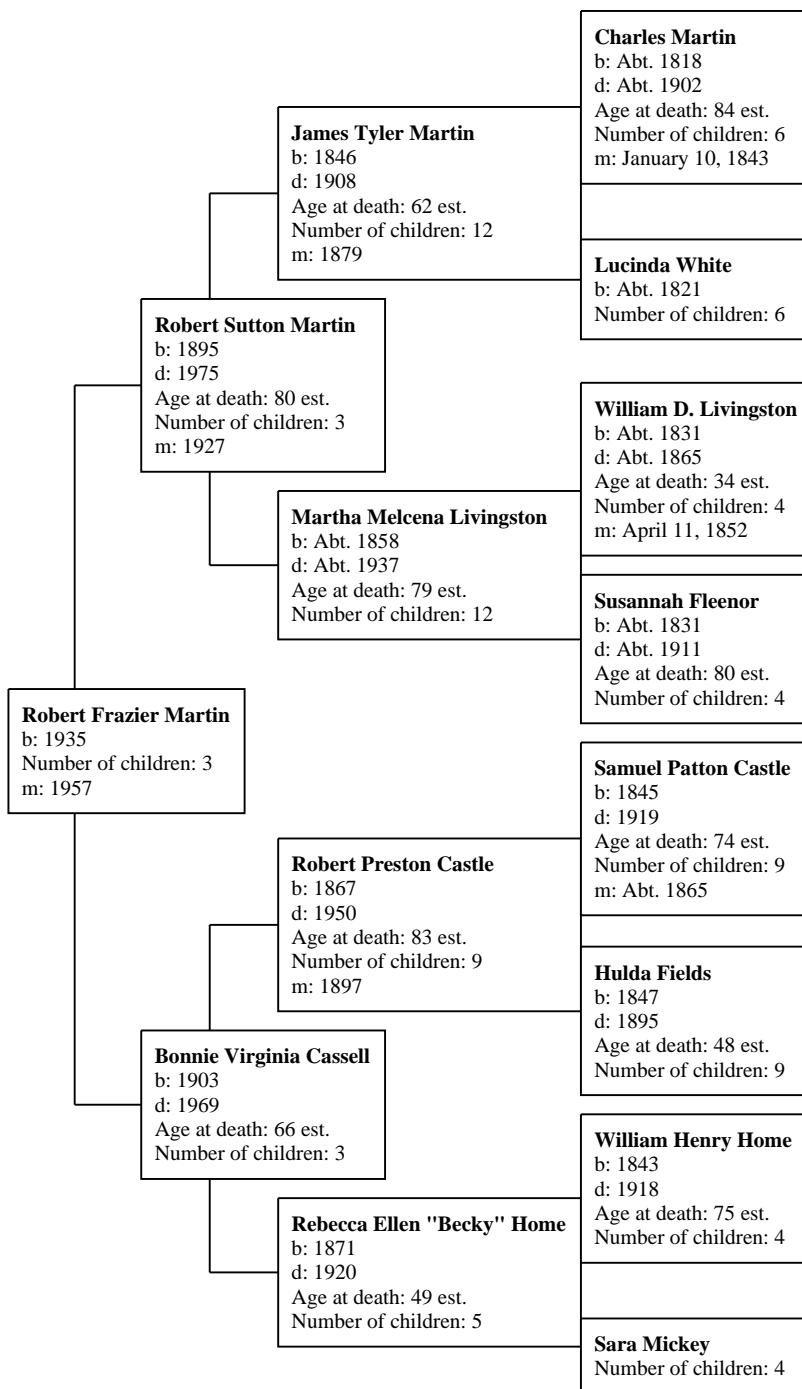 Charles Martin
b: Abt. 1818
d: Abt. 1902
Age at death: 84 est.
Number of children: 6
m: January 10, 1843
James Tyler Martin
b: 1846
d: 1908
Age at death: 62 est.
Number of children: 12
m: 1879
Lucinda White
b: Abt. 1821
Number of children: 6
Robert Sutton Martin
b: 1895
d: 1975
Age at death: 80 est.
Number of children: 3
m: 1927
William D. Livingston
b: Abt. 1831
d: Abt. 1865
Age at death: 34 est.
Number of children: 4
m: April 11, 1852
Martha Melcena Livingston
b: Abt. 1858
d: Abt. 1937
Age at death: 79 est.
Number of children: 12
Susannah Fleenor
b: Abt. 1831
d: Abt. 1911
Age at death: 80 est.
Number of children: 4
Robert Frazier Martin
b: 1935
Number of children: 3
m: 1957
Samuel Patton Castle
b: 1845
d: 1919
Age at death: 74 est.
Number of children: 9
m: Abt. 1865
Robert Preston Castle
b: 1867
d: 1950
Age at death: 83 est.
Number of children: 9
m: 1897
Hulda Fields
b: 1847
d: 1895
Age at death: 48 est.
Number of children: 9
Bonnie Virginia Cassell
b: 1903
d: 1969
Age at death: 66 est.
Number of children: 3
William Henry Home
b: 1843
d: 1918
Age at death: 75 est.
Number of children: 4
Rebecca Ellen "Becky" Home
b: 1871
d: 1920
Age at death: 49 est.
Number of children: 5
Sara Mickey
Number of children: 4